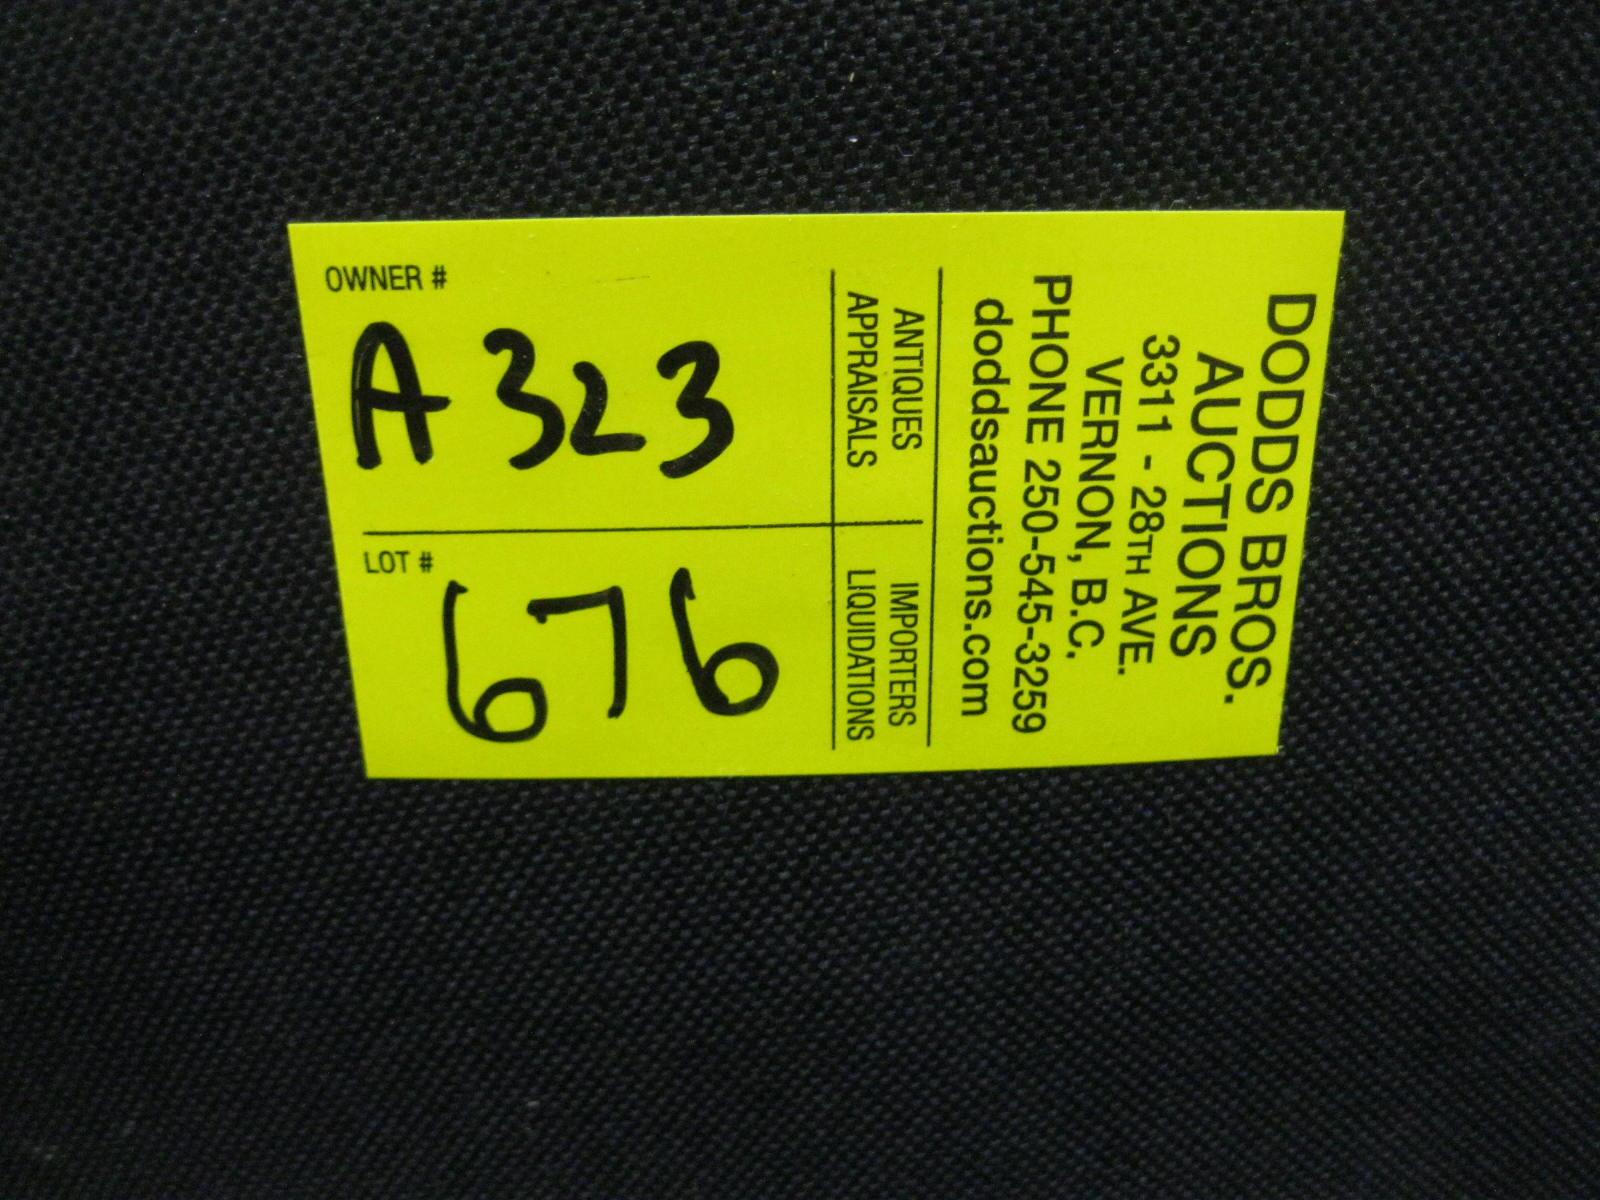 DODDS BROS.
AUCTIONS
3311 - 28TH AVE.
VERNON, B.C.
PHONE 250-545-3259
doddsauctions.com
ANTIQUES
APPRAISALS
IMPORTERS
LIQUIDATIONS
OWNER #
A 323
LOT #
676